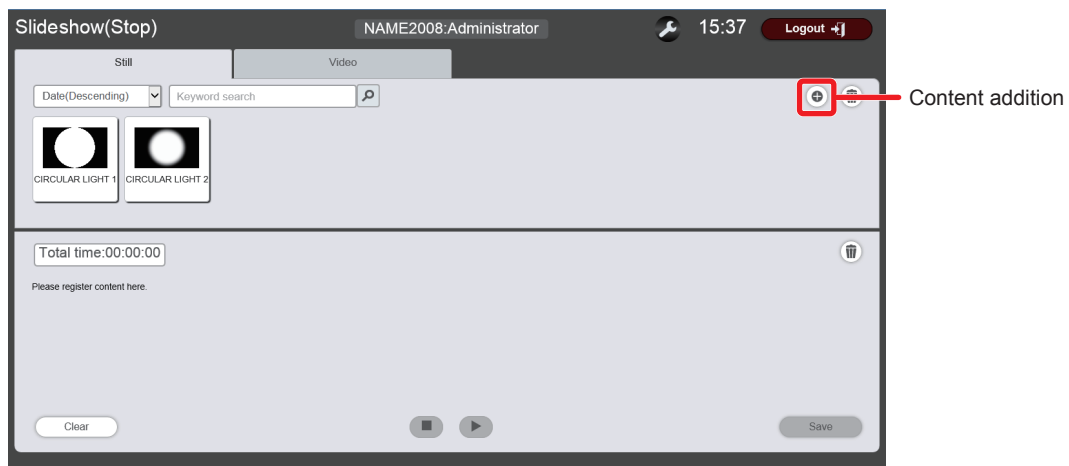 Slideshow(Stop)
NAME2008:Administrator
15:37
Logout
Still
Video
Date(Descending)
Keyword search
Content addition
CIRCULAR LIGHT 1
CIRCULAR LIGHT 2
Total time:00:00:00
Please register content here.
Clear
Save